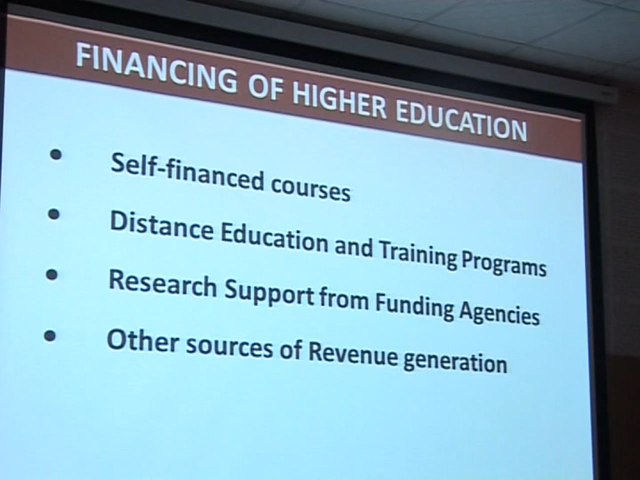 FINANCING OF HIGHER EDUCATION
• Self-financed courses
• Distance Education and Training Programs
• Research Support from Funding Agencies
• Other sources of Revenue generation